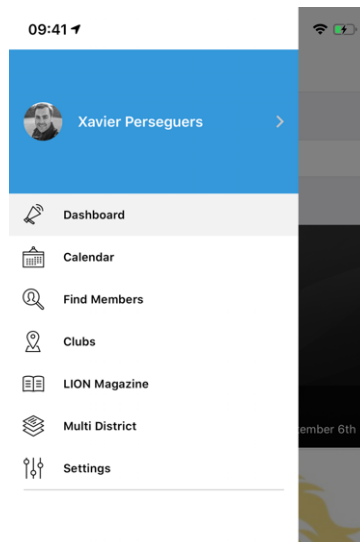 09:41
Xavier Perseguers
Dashboard
Calendar
Find Members
Clubs
LION Magazine
Multi District
ember 6th
Settings